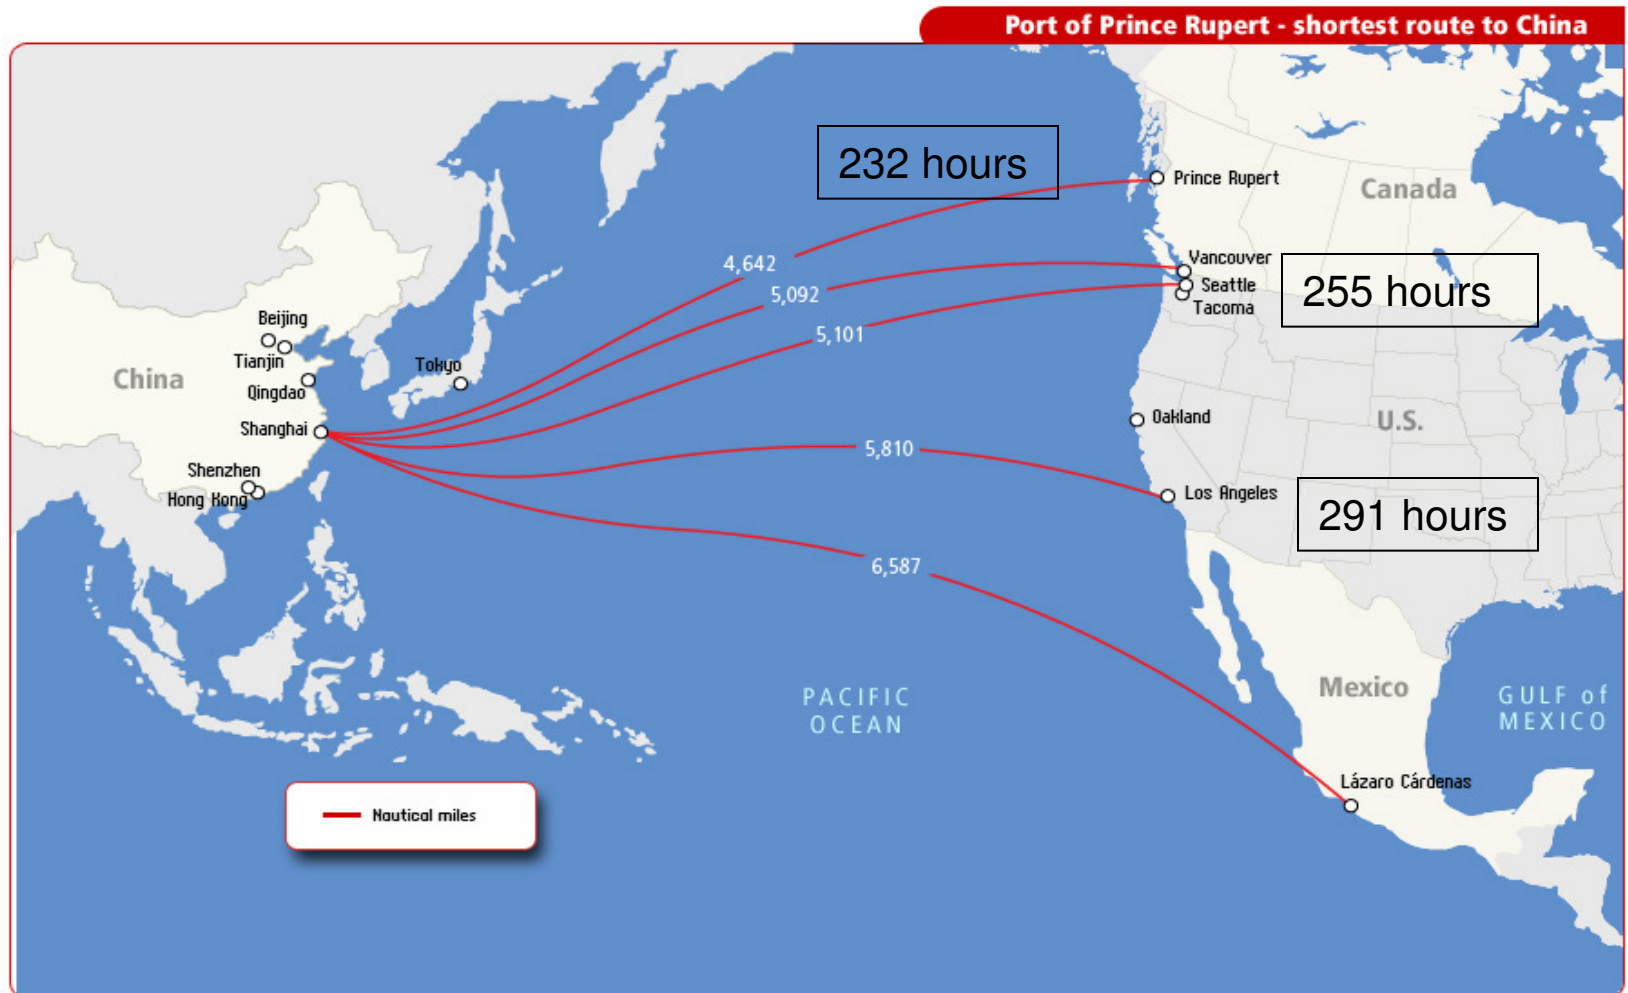 Port of Prince Rupert - shortest route to China
232 hours
Prince Rupert
Canada
4,642
Vancouver
5,092
Seattle
255 hours
Tacoma
5,101
Beijing
Tianjin
Tokyo
China
Qingdao
Shanghai
Oakland
U.S.
5,810
Shenzhen
Hong Kong
Los Angeles
291 hours
6,587
PACIFIC
OCEAN
Mexico
GULF of
MEXICO
Lázaro Cárdenas
Nautical miles